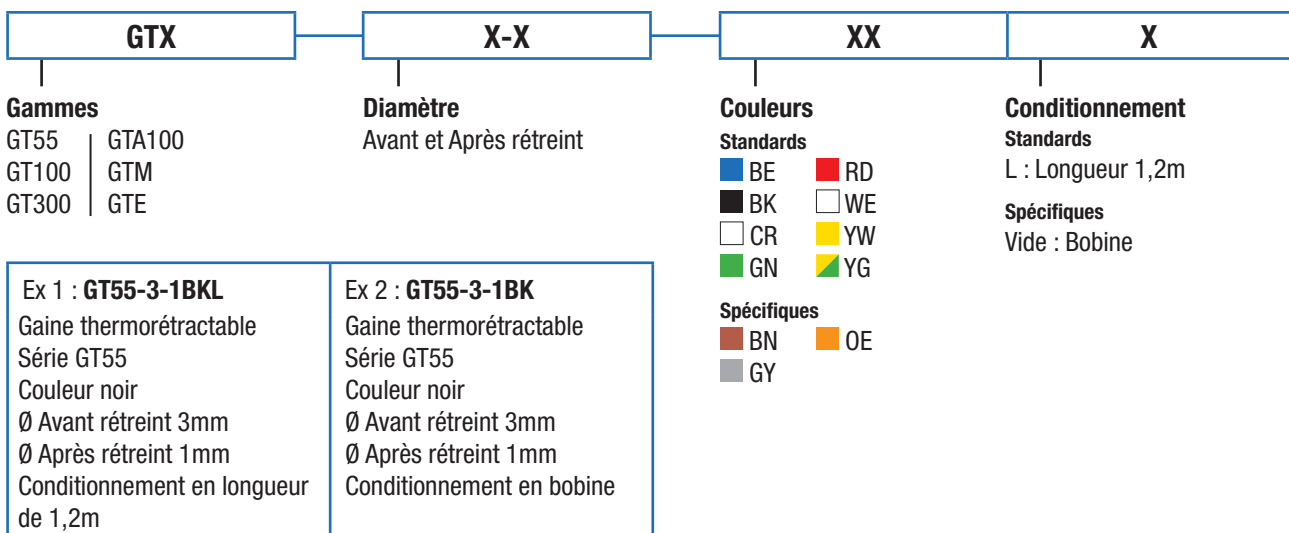 GTX X-X XX X
Gammes
GT55 GTA100
GT100 GTM
GT300 GTE
Diamètre
Avant et Après rétreint
Couleurs
Standards
BE RD
BK WE
CR YW
GN YG
Spécifiques
BN OE
GY
Conditionnement
Standards
L : Longueur 1,2m
Spécifiques
Vide : Bobine
Ex 1 : GT55-3-1BKL
Gaine thermorétractable
Série GT55
Couleur noir
Ø Avant rétreint 3mm
Ø Après rétreint 1mm
Conditionnement en longueur
de 1,2m
Ex 2 : GT55-3-1BK
Gaine thermorétractable
Série GT55
Couleur noir
Ø Avant rétreint 3mm
Ø Après rétreint 1mm
Conditionnement en bobine